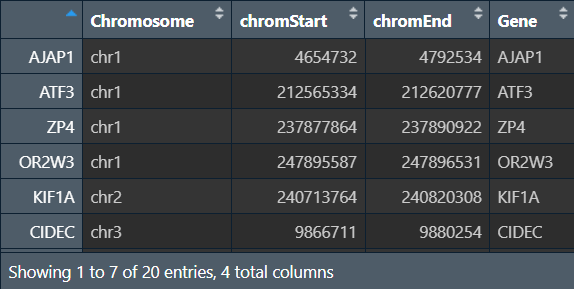 Chromosome chromStart chromEnd Gene
AJAP1 chr1 4654732 4792534 AJAP1
ATF3 chr1 212565334 212620777 ATF3
ZP4 chr1 237877864 237890922 ZP4
OR2W3 chr1 247895587 247896531 OR2W3
KIF1A chr2 240713764 240820308 KIF1A
CIDEC chr3 9866711 9880254 CIDEC
Showing 1 to 7 of 20 entries, 4 total columns